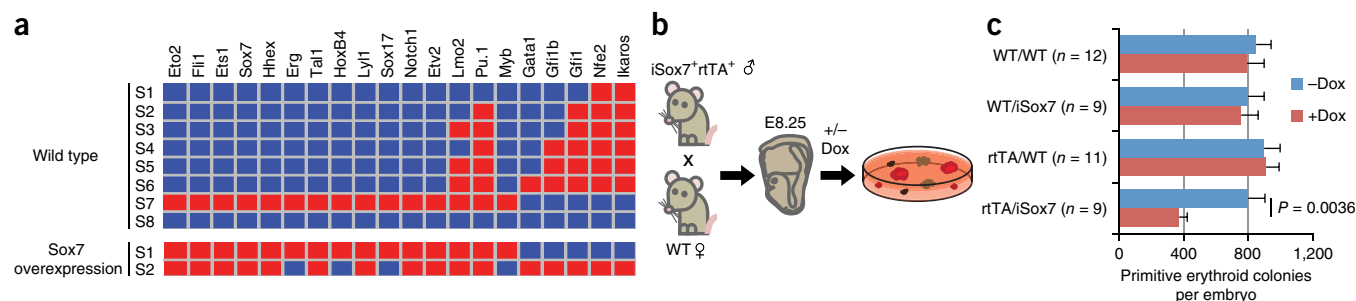 a
Eto2
Fli1
Ets1
Sox7
Hhex
Erg
Tal1
HoxB4
Lyl1
Sox17
Notch1
Etv2
Lmo2
Pu.1
Myb
Gata1
Gfi1b
Gfi1
Nfe2
Ikaros
Wild type
S1
S2
S3
S4
S5
S6
S7
S8
Sox7
overexpression
S1
S2
b
iSox7+rtTA+ ♂
x
WT ♀
E8.25
+/–
Dox
c
WT/WT (n = 12)
WT/iSox7 (n = 9)
rtTA/WT (n = 11)
rtTA/iSox7 (n = 9)
–Dox
+Dox
P = 0.0036
0
400
800
1,200
Primitive erythroid colonies
per embryo